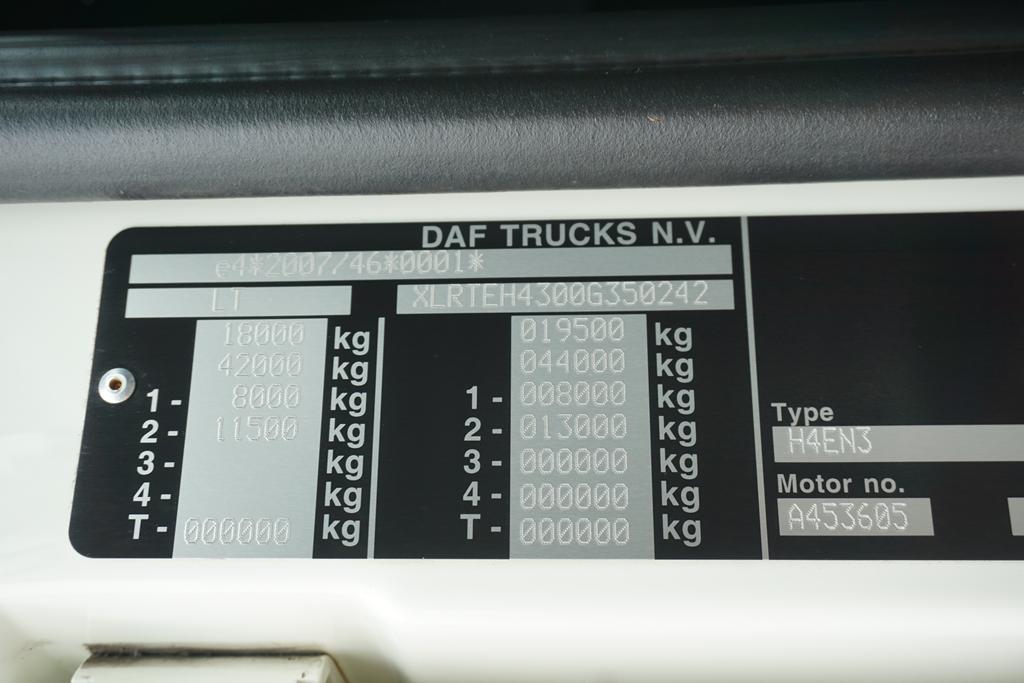 DAF TRUCKS N.V.
e4*2007/46*0001*
LT XLRTEH4300G350242
18000 kg 019500 kg
42000 kg 044000 kg
1- 8000 kg 1- 008000 kg
2- 11500 kg 2- 013000 kg
3- kg 3- 000000 kg
4- kg 4- 000000 kg
T- 000000 kg T- 000000 kg
Type
H4EN3
Motor no.
A453605